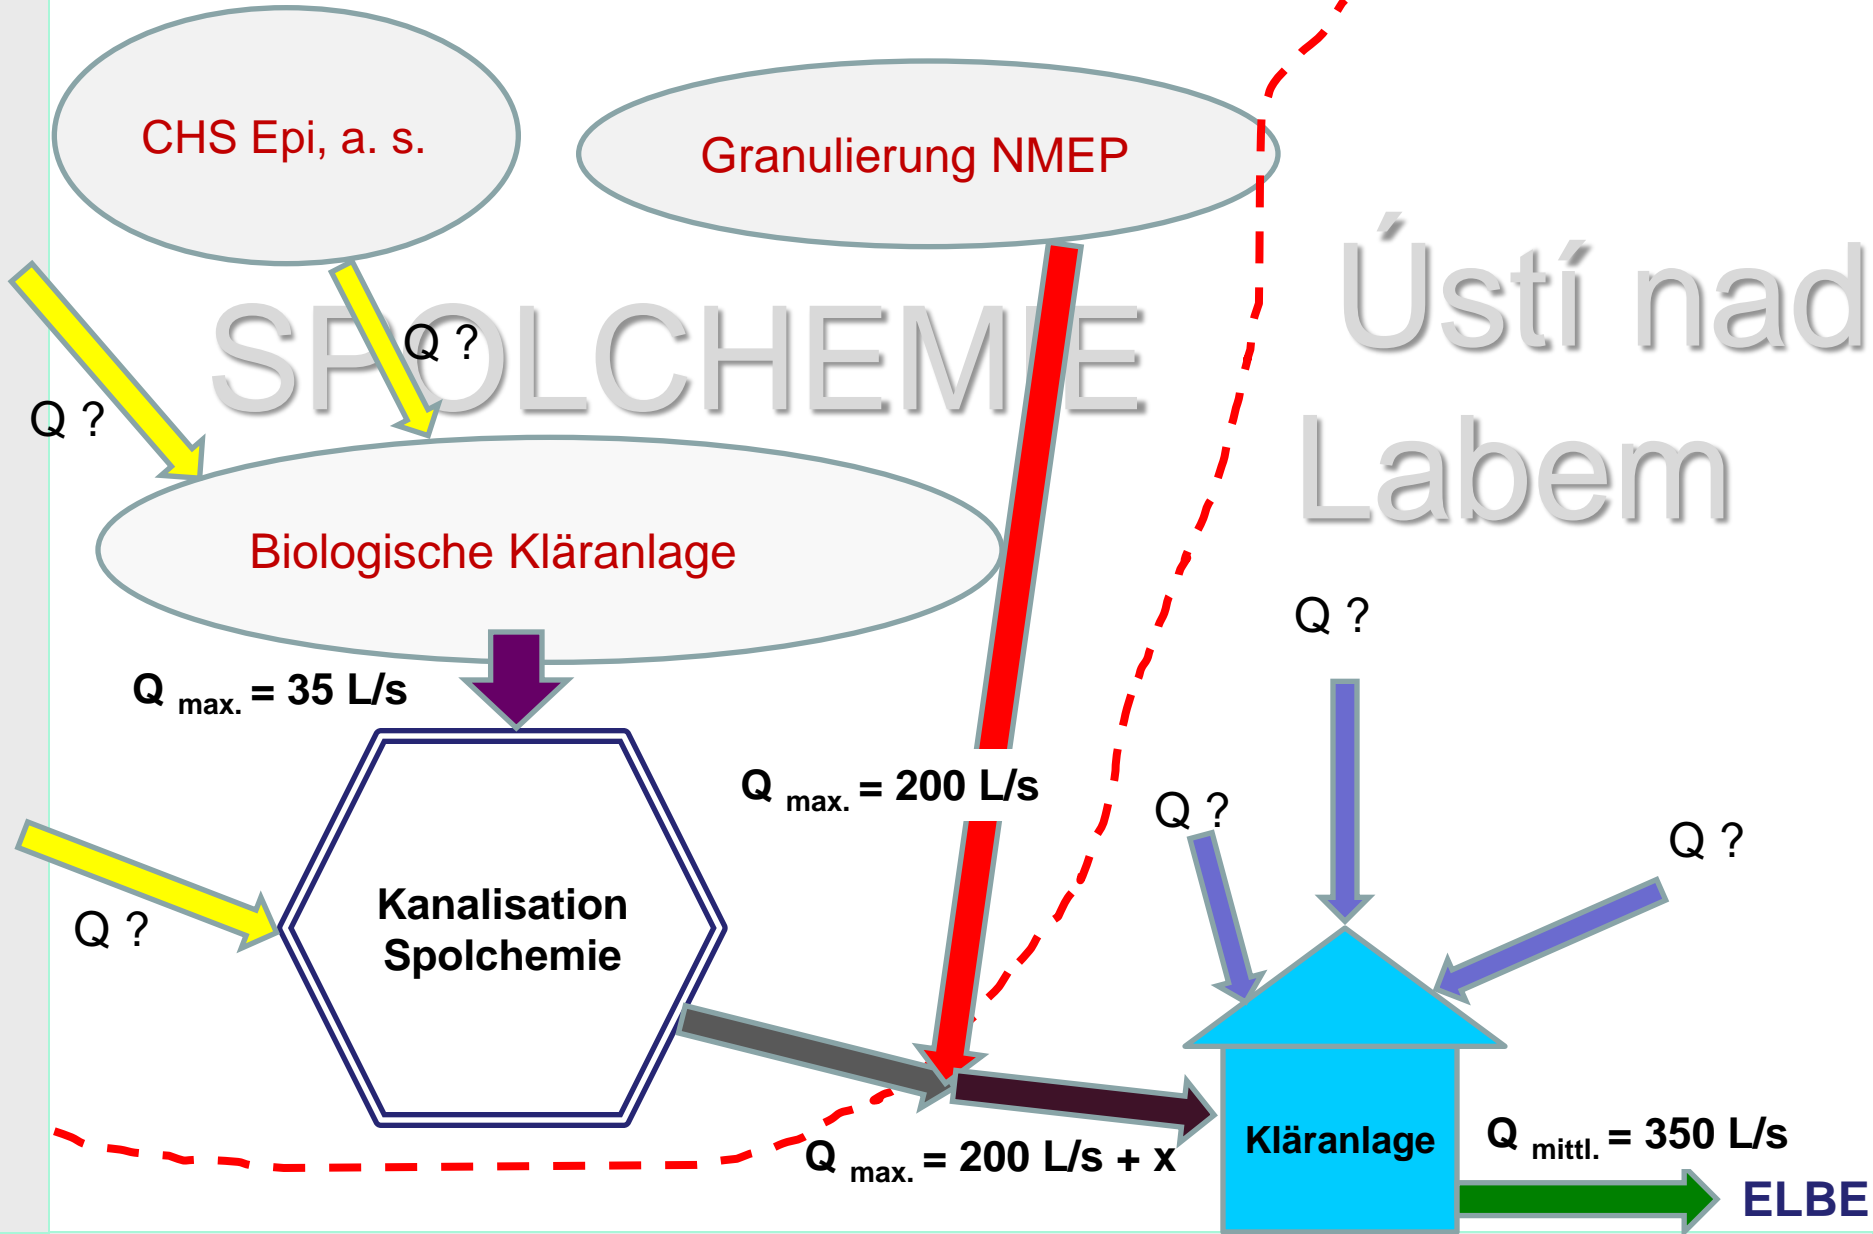 CHS Epi, a. s.
Granulierung NMEP
SPOLCHEMIE
Ústí nad
Labem
Q ?
Q ?
Biologische Kläranlage
Q max. = 35 L/s
Q ?
Q max. = 200 L/s
Q ?
Q ?
Kanalisation
Spolchemie
Q ?
Q max. = 200 L/s + x
Kläranlage
Q mittl. = 350 L/s
ELBE